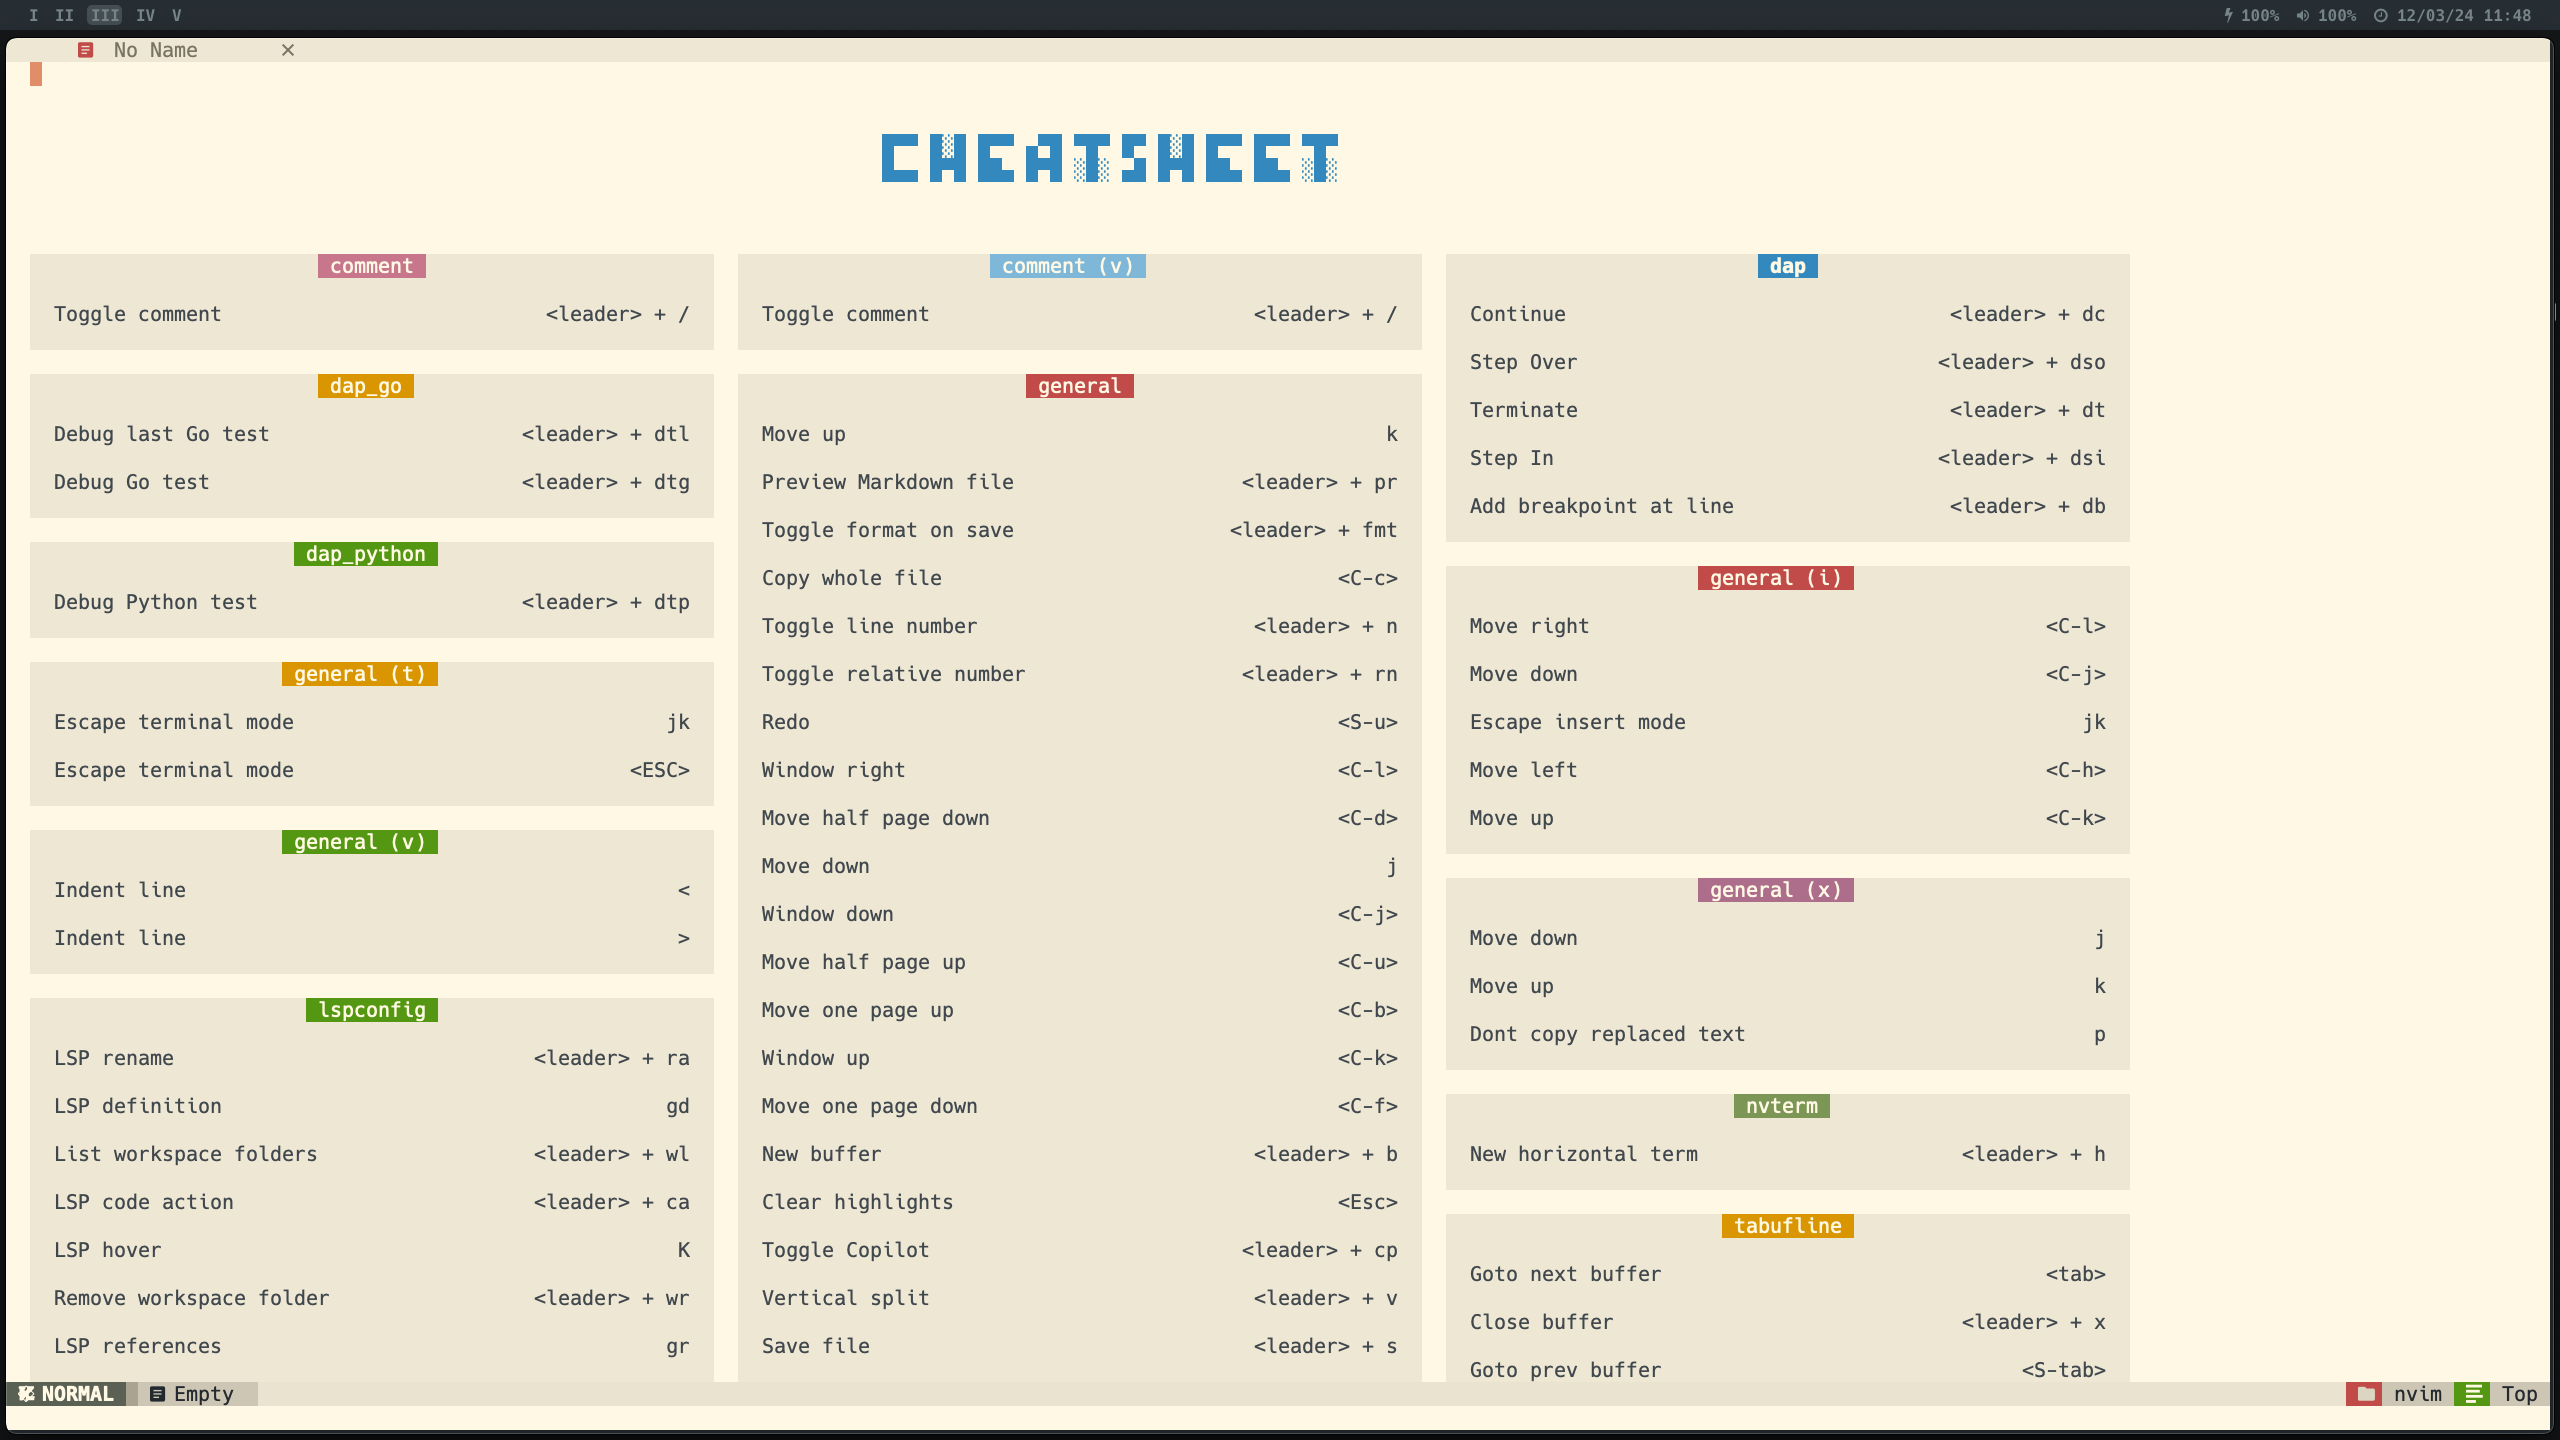 I II III IV V
100% 100% 12/03/24 11:48
No Name ×
CHEATSHEET
comment
Toggle comment <leader> + /
dap_go
Debug last Go test <leader> + dtl
Debug Go test <leader> + dtg
dap_python
Debug Python test <leader> + dtp
general (t)
Escape terminal mode jk
Escape terminal mode <ESC>
general (v)
Indent line <
Indent line >
lspconfig
LSP rename <leader> + ra
LSP definition gd
List workspace folders <leader> + wl
LSP code action <leader> + ca
LSP hover K
Remove workspace folder <leader> + wr
LSP references gr
comment (v)
Toggle comment <leader> + /
general
Move up k
Preview Markdown file <leader> + pr
Toggle format on save <leader> + fmt
Copy whole file <C-c>
Toggle line number <leader> + n
Toggle relative number <leader> + rn
Redo <S-u>
Window right <C-l>
Move half page down <C-d>
Move down j
Window down <C-j>
Move half page up <C-u>
Move one page up <C-b>
Window up <C-k>
Move one page down <C-f>
New buffer <leader> + b
Clear highlights <Esc>
Toggle Copilot <leader> + cp
Vertical split <leader> + v
Save file <leader> + s
dap
Continue <leader> + dc
Step Over <leader> + dso
Terminate <leader> + dt
Step In <leader> + dsi
Add breakpoint at line <leader> + db
general (i)
Move right <C-l>
Move down <C-j>
Escape insert mode jk
Move left <C-h>
Move up <C-k>
general (x)
Move down j
Move up k
Dont copy replaced text p
nvterm
New horizontal term <leader> + h
tabufline
Goto next buffer <tab>
Close buffer <leader> + x
Goto prev buffer <S-tab>
NORMAL Empty nvim Top